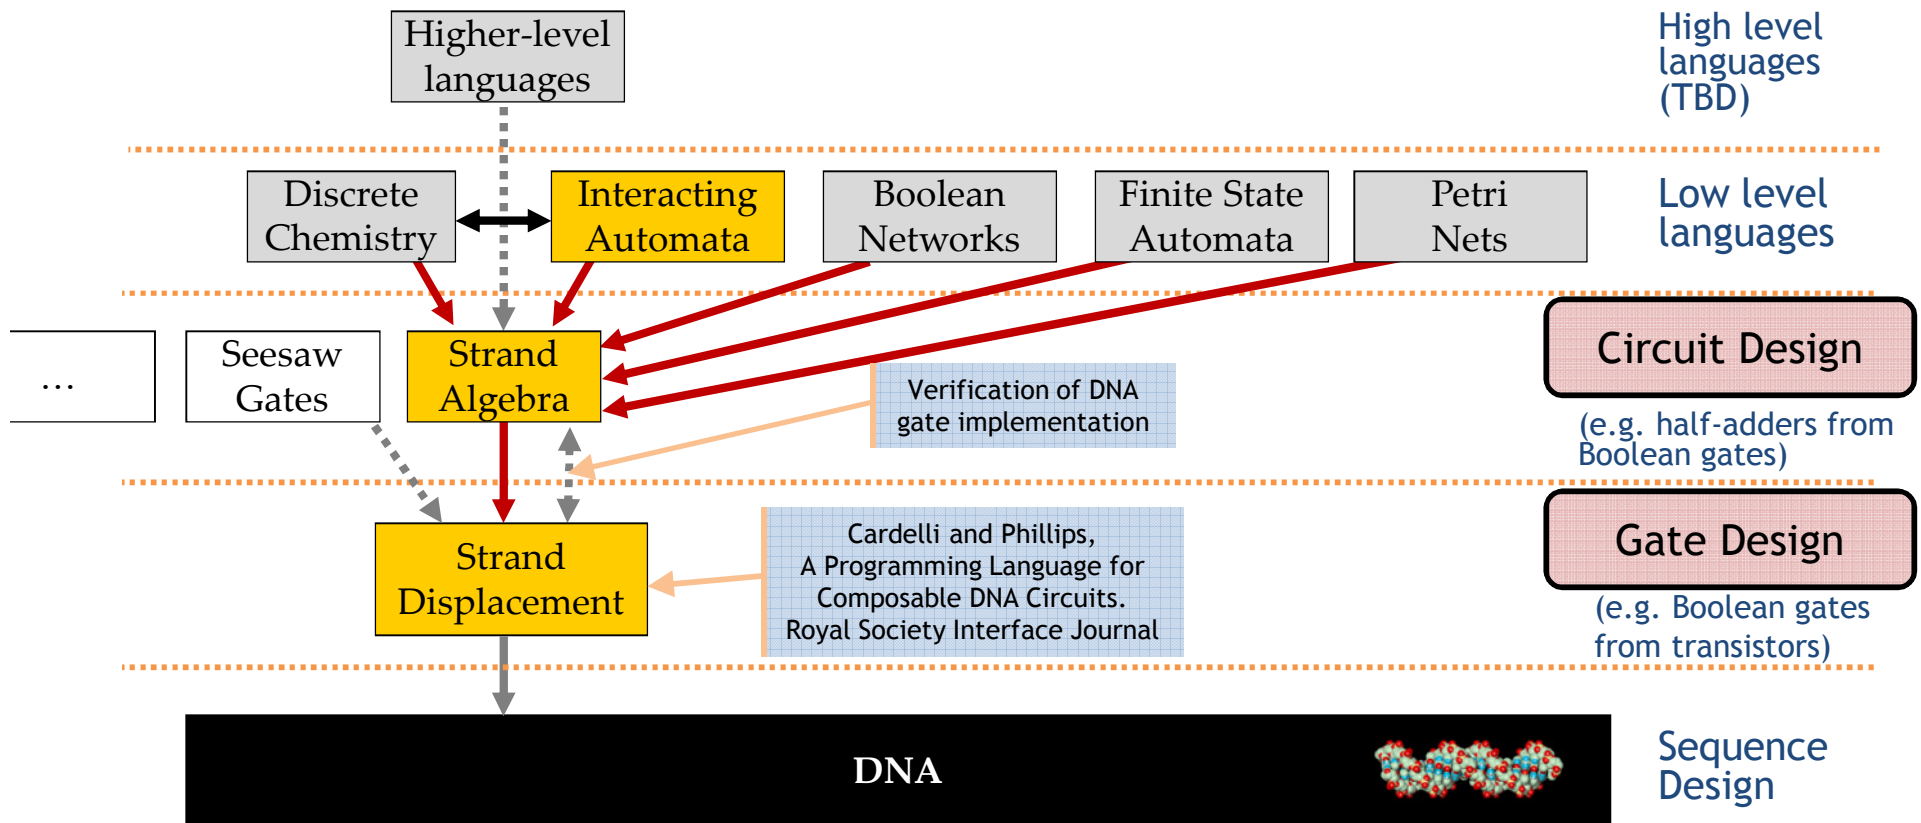 Higher-level
languages
High level
languages
(TBD)
Discrete
Chemistry
Interacting
Automata
Boolean
Networks
Finite State
Automata
Petri
Nets
Low level
languages
...
Seesaw
Gates
Strand
Algebra
Verification of DNA
gate implementation
Circuit Design
(e.g. half-adders from
Boolean gates)
Strand
Displacement
Cardelli and Phillips,
A Programming Language for
Composable DNA Circuits.
Royal Society Interface Journal
Gate Design
(e.g. Boolean gates
from transistors)
DNA
Sequence
Design